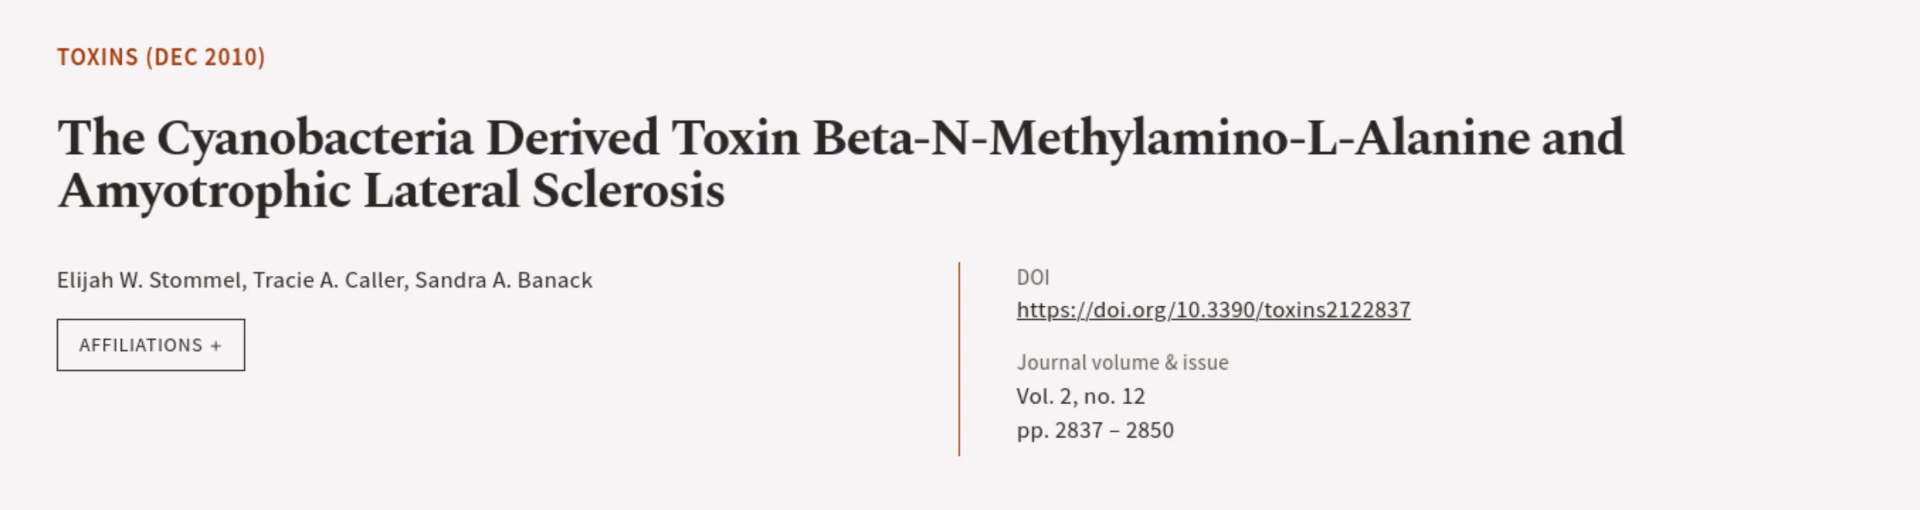 TOXINS (DEC 2010)
The Cyanobacteria Derived Toxin Beta-N-Methylamino-L-Alanine and
Amyotrophic Lateral Sclerosis
Elijah W. Stommel, Tracie A. Caller, Sandra A. Banack
AFFILIATIONS +
DOI
https://doi.org/10.3390/toxins2122837
Journal volume & issue
Vol. 2, no. 12
pp. 2837 – 2850